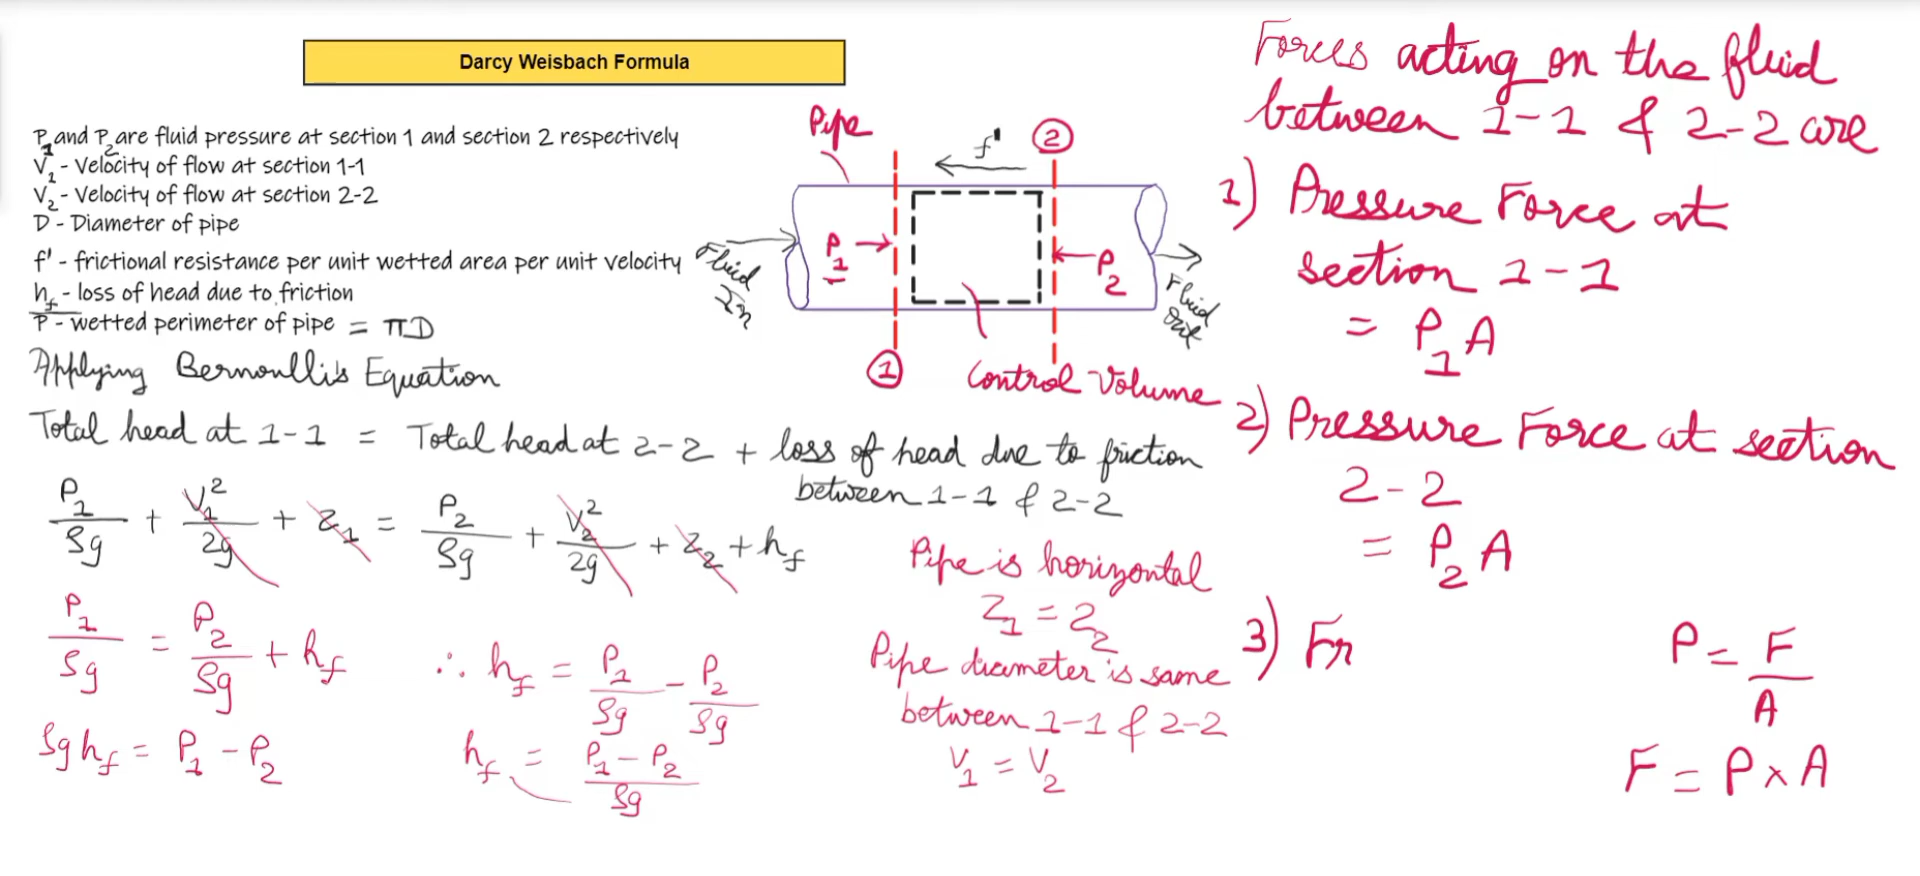 Darcy Weisbach Formula
P₁ and P₂ are fluid pressure at section 1 and section 2 respectively
V₁ - Velocity of flow at section 1-1
V₂ - Velocity of flow at section 2-2
D - Diameter of pipe
f' - frictional resistance per unit wetted area per unit velocity
h_f - loss of head due to friction
P - wetted perimeter of pipe = πD
Applying Bernoulli's Equation
Total head at 1-1 = Total head at 2-2 + loss of head due to friction
between 1-1 & 2-2
P₁/ρg + V₁²/2g + Z₁ = P₂/ρg + V₂²/2g + Z₂ + h_f
P₁/ρg = P₂/ρg + h_f
∴ h_f = P₁/ρg - P₂/ρg
ρg h_f = P₁ - P₂
h_f = P₁ - P₂/ρg
Pipe is horizontal
Z₁ = Z₂
Pipe diameter is same
between 1-1 & 2-2
V₁ = V₂
Pipe
f'
2
Fluid
In
P₁
P₂
Fluid
out
1
Control Volume
Forces acting on the fluid
between 1-1 & 2-2 are
1) Pressure Force at
section 1-1
= P₁A
2) Pressure Force at section
2-2
= P₂A
3) Fr
P = F/A
F = P × A